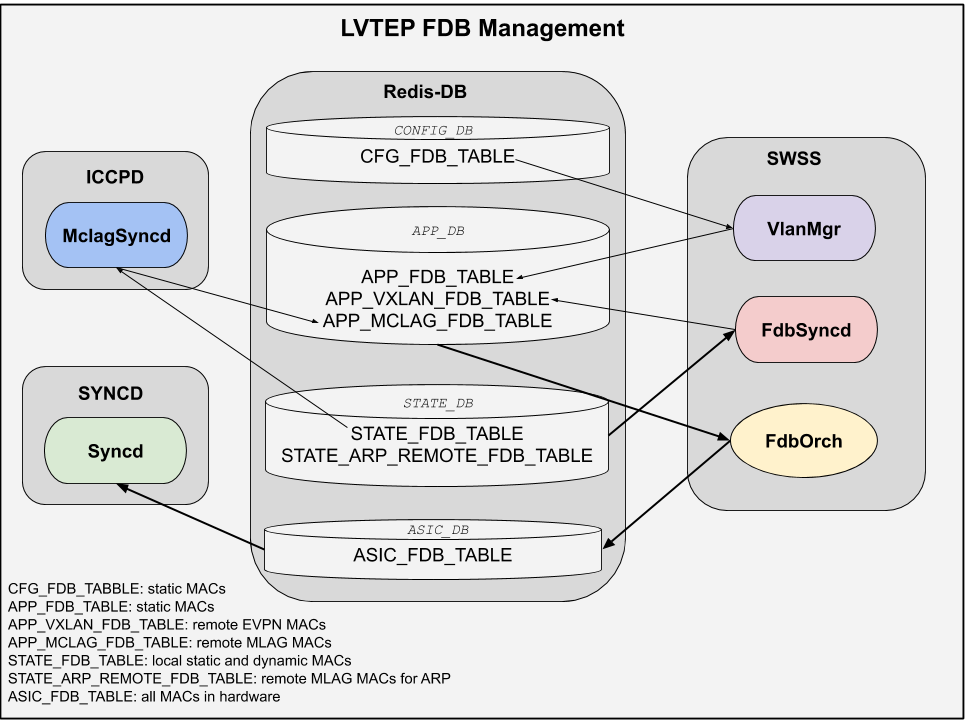 LVTEP FDB Management
Redis-DB
CONFIG_DB
CFG_FDB_TABLE
APP_DB
APP_FDB_TABLE
APP_VXLAN_FDB_TABLE
APP_MCLAG_FDB_TABLE
STATE_DB
STATE_FDB_TABLE
STATE_ARP_REMOTE_FDB_TABLE
ASIC_DB
ASIC_FDB_TABLE
ICCPD
MclagSyncd
SYNCD
Syncd
SWSS
VlanMgr
FdbSyncd
FdbOrch
CFG_FDB_TABBLE: static MACs
APP_FDB_TABLE: static MACs
APP_VXLAN_FDB_TABLE: remote EVPN MACs
APP_MCLAG_FDB_TABLE: remote MLAG MACs
STATE_FDB_TABLE: local static and dynamic MACs
STATE_ARP_REMOTE_FDB_TABLE: remote MLAG MACs for ARP
ASIC_FDB_TABLE: all MACs in hardware